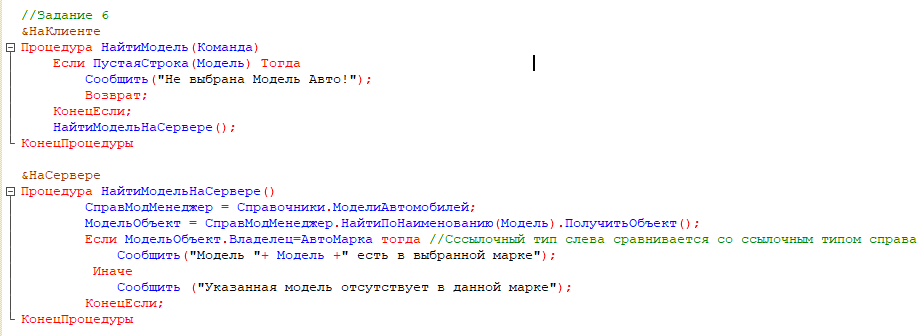 //Задание 6
&НаКлиенте
Процедура НайтиМодель(Команда)
Если ПустаяСтрока(Модель) Тогда
Сообщить("Не выбрана Модель Авто!");
Возврат;
КонецЕсли;
НайтиМодельНаСервере();
КонецПроцедуры
&НаСервере
Процедура НайтиМодельНаСервере()
СправМодМенеджер = Справочники.МоделиАвтомобилей;
МодельОбъект = СправМодМенеджер.НайтиПоНаименованию(Модель).ПолучитьОбъект();
Если МодельОбъект.Владелец=АвтоМарка тогда //Сссылочный тип слева сравнивается со ссылочным типом справа
Сообщить("Модель "+ Модель +" есть в выбранной марке");
Иначе
Сообщить ("Указанная модель отсутствует в данной марке");
КонецЕсли;
КонецПроцедуры